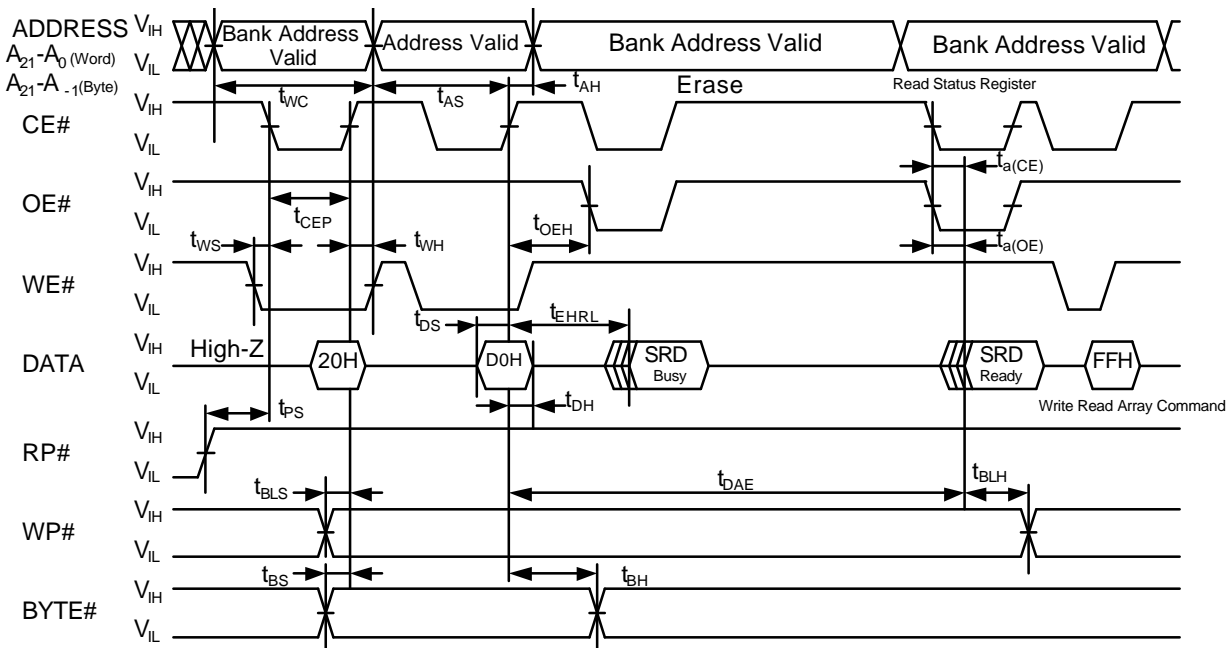 ADDRESS VIH
Bank Address Valid
Address Valid
Bank Address Valid
Bank Address Valid
A21-A0 (Word)
VIL
A21-A -1(Byte)
tWC
tAS
tAH
Erase
Read Status Register
VIH
CE#
VIL
ta(CE)
VIH
OE#
tCEP
VIL
tOEH
tWS
tWH
ta(OE)
VIH
WE#
VIL
tDS
tEHRL
VIH
High-Z
DATA
20H
D0H
SRD
Busy
SRD
Ready
FFH
VIL
tPS
tDH
Write Read Array Command
VIH
RP#
VIL
tBLS
tDAE
tBLH
VIH
WP#
VIL
tBS
tBH
VIH
BYTE#
VIL